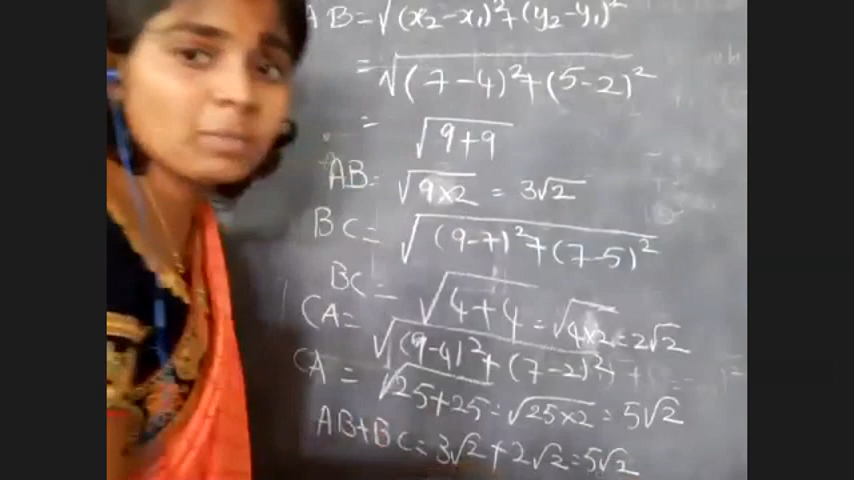 AB = √(x₂-x₁)²+(y₂-y₁)²
= √(7-4)²+(5-2)²
= √9+9
AB = √9×2 = 3√2
BC = √(9-7)²+(7-5)²
BC = √4+4 = √4×2 = 2√2
CA = √(9-4)²+(7-2)²
CA = √25+25 = √25×2 = 5√2
AB+BC = 3√2+2√2=5√2